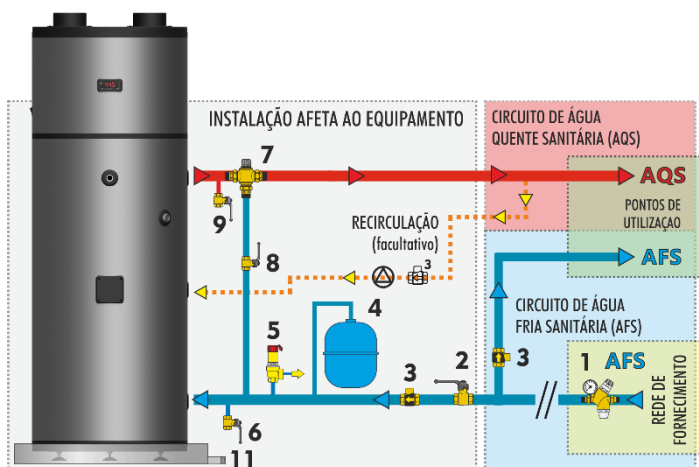 INSTALAÇÃO AFETA AO EQUIPAMENTO
CIRCUITO DE ÁGUA
QUENTE SANITÁRIA (AQS)
7
AQS
9
RECIRCULAÇÃO
(facultativo)
PONTOS DE
UTILIZAÇAO
8
AFS
3
4
CIRCUITO DE ÁGUA
FRIA SANITÁRIA (AFS)
5
3
2
3
1
AFS
REDE DE
FORNECIMENTO
6
11